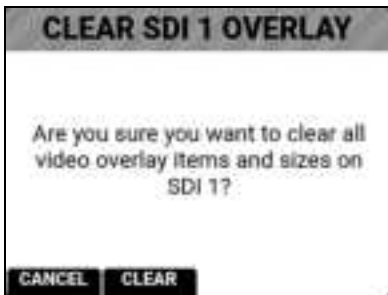 CLEAR SDI 1 OVERLAY
Are you sure you want to clear all
video overlay items and sizes on
SDI 1?
CANCEL CLEAR